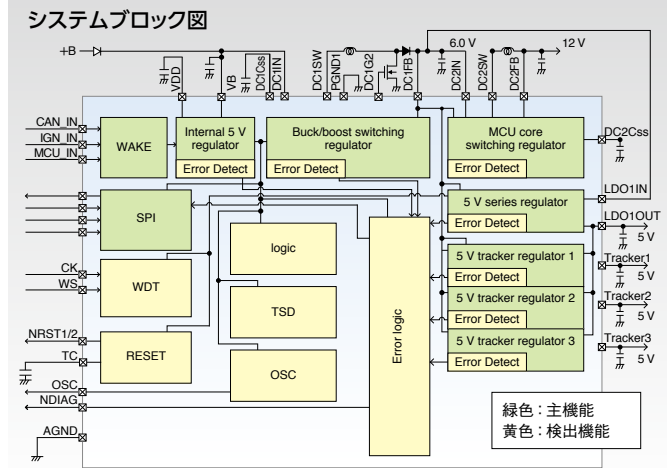 システムブロック図
+B
6.0 V
12 V
VDD
VB
DC1Css
DC1IN
DC1SW
PGND1
DC1G2
DC1FB
DC2IN
DC2SW
DC2FB
CAN_IN
IGN_IN
MCU_IN
WAKE
Internal 5 V
regulator
Error Detect
Buck/boost switching
regulator
Error Detect
MCU core
switching regulator
Error Detect
DC2Css
LDO1IN
SPI
5 V series regulator
Error Detect
LDO1OUT
5 V
logic
5 V tracker regulator 1
Error Detect
Tracker1
5 V
CK
WS
WDT
TSD
Error logic
5 V tracker regulator 2
Error Detect
Tracker2
5 V
NRST1/2
TC
RESET
5 V tracker regulator 3
Error Detect
Tracker3
5 V
OSC
OSC
NDIAG
AGND
緑色：主機能
黄色：検出機能